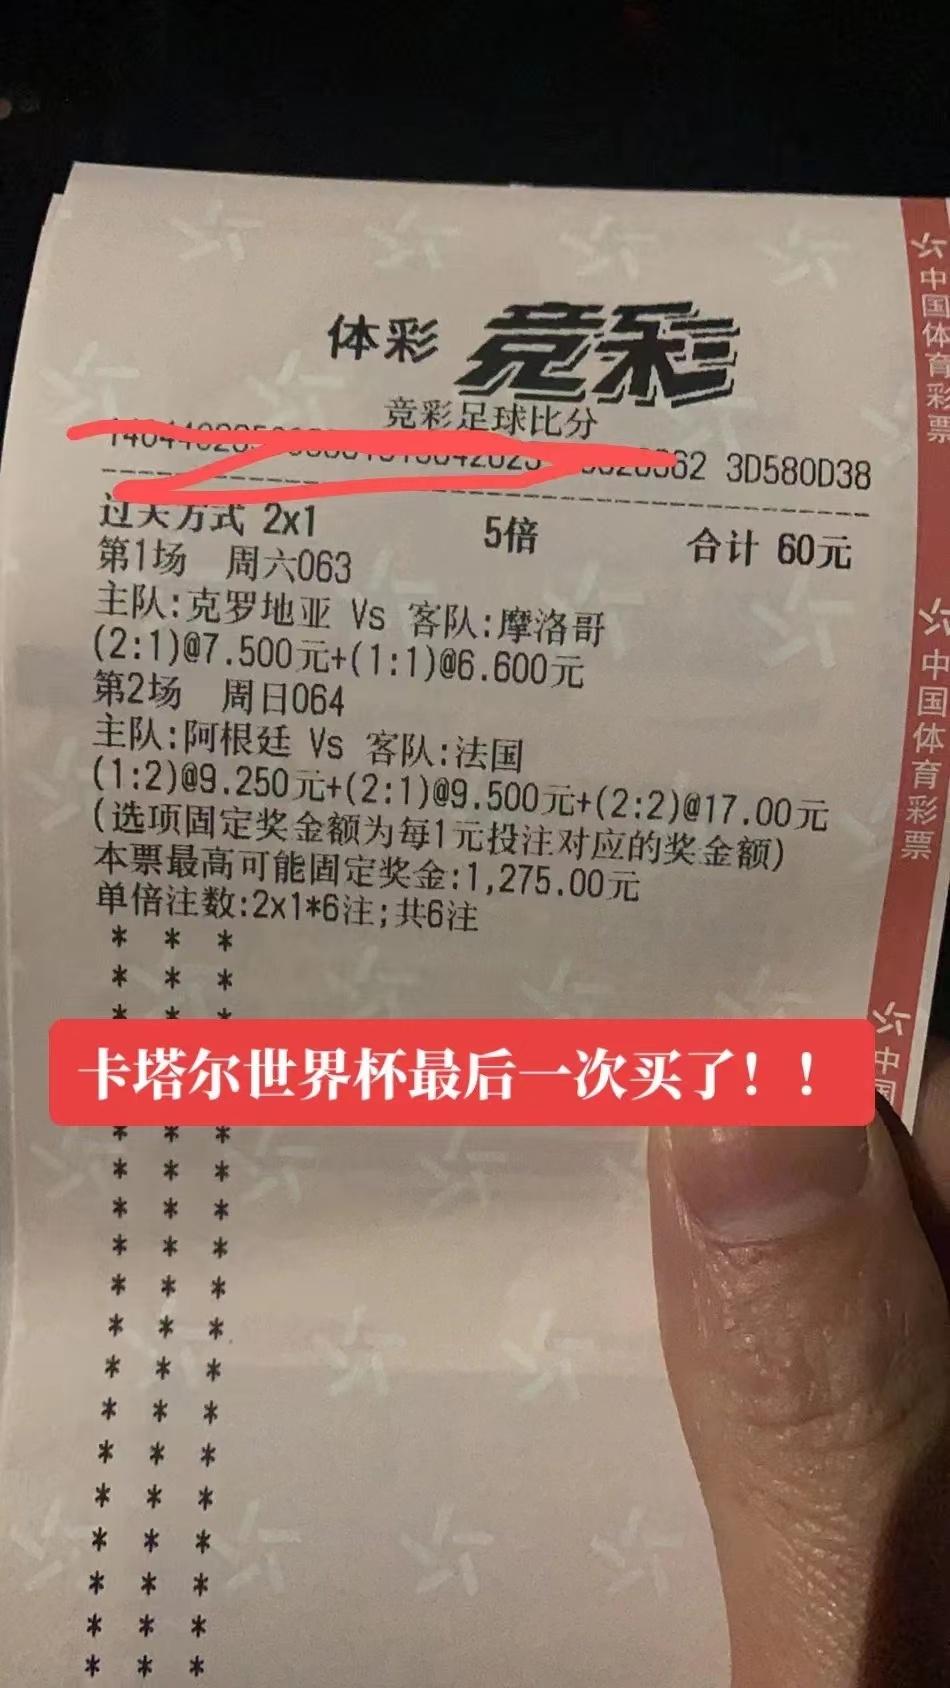 体彩 竞彩
竞彩足球比分
3D580D38
过关方式 2x1 5倍 合计 60元
第1场 周六063
主队:克罗地亚 Vs 客队:摩洛哥
(2:1)@7.500元+(1:1)@6.600元
第2场 周日064
主队:阿根廷 Vs 客队:法国
(1:2)@9.250元+(2:1)@9.500元+(2:2)@17.00元
(选项固定奖金额为每1元投注对应的奖金额)
本票最高可能固定奖金:1,275.00元
单倍注数:2x1*6注;共6注
卡塔尔世界杯最后一次买了！！
中国体育彩票
中国体育彩票
中国